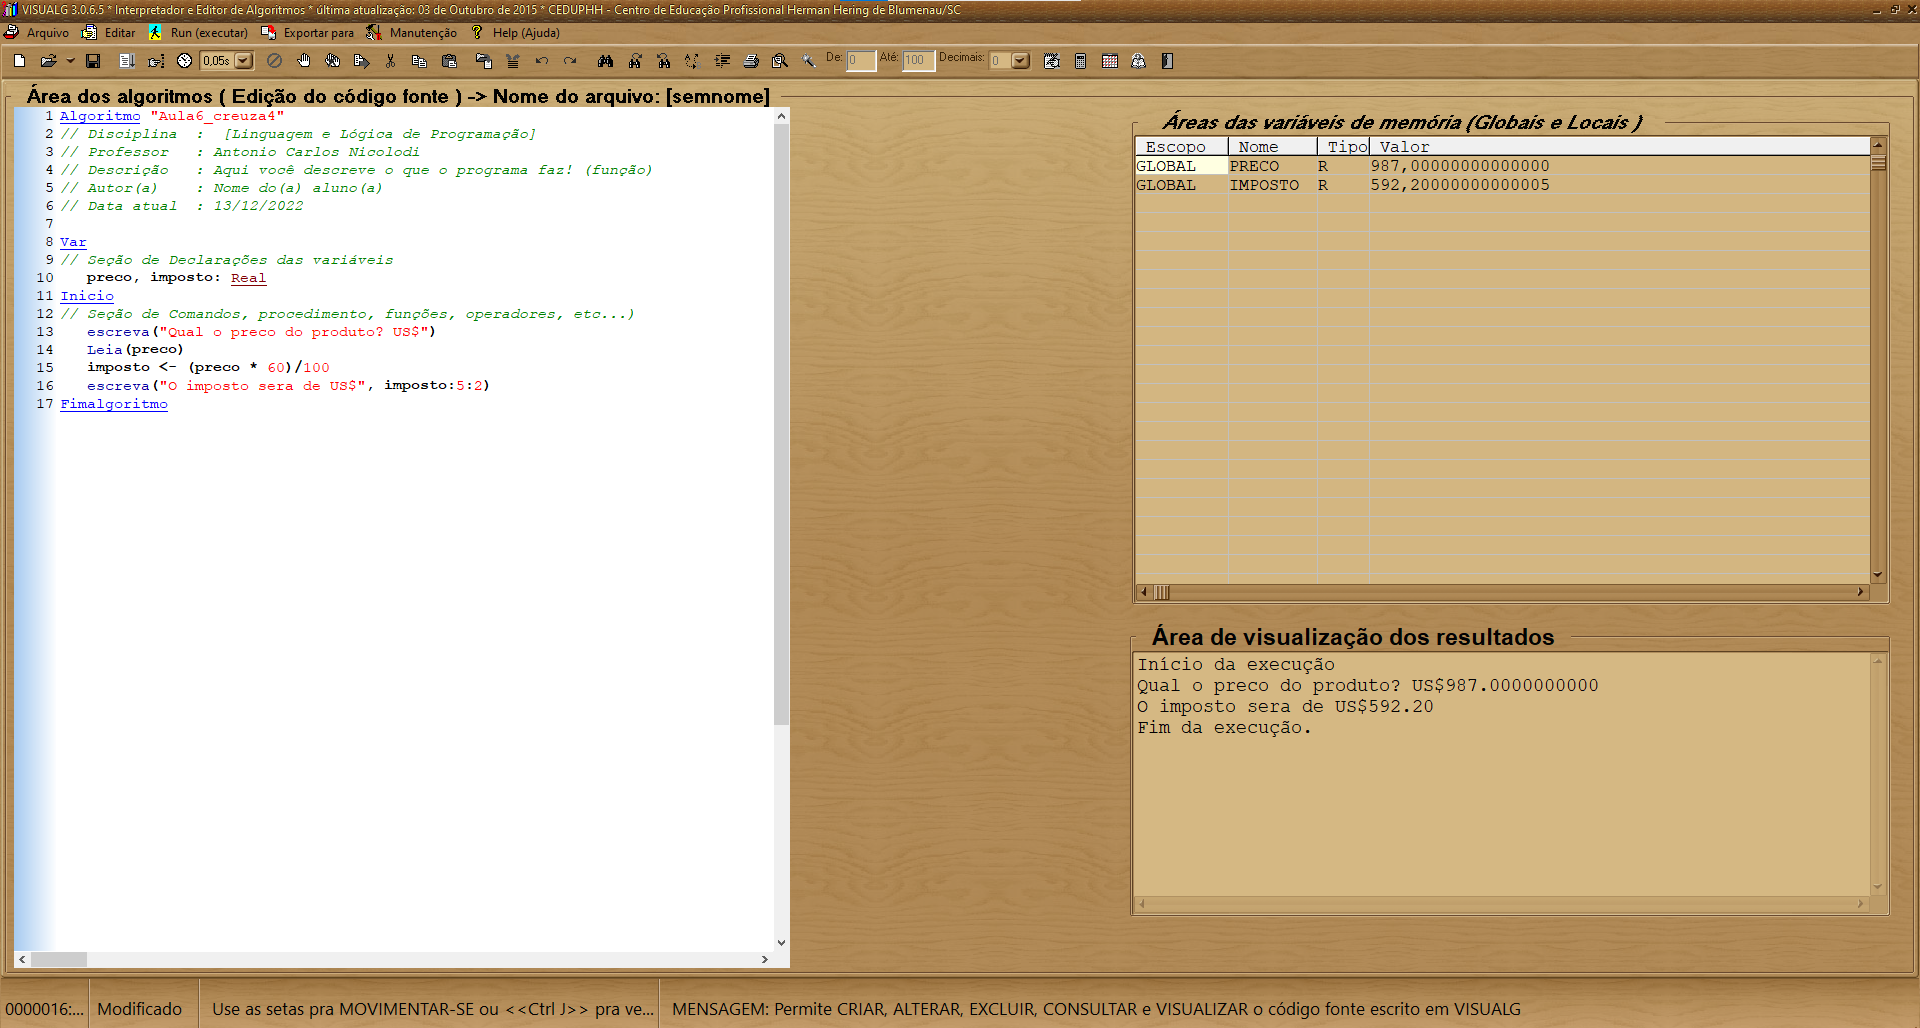 VISUALG 3.0.6.5 * Interpretador e Editor de Algoritmos * última atualização: 03 de Outubro de 2015 * CEDUPHH - Centro de Educação Profissional Herman Hering de Blumenau/SC
Arquivo Editar Run (executar) Exportar para Manutenção Help (Ajuda)
0,05s De: 0 Até: 100 Decimais: 0
Área dos algoritmos ( Edição do código fonte ) -> Nome do arquivo: [semnome]
1 Algoritmo "Aula6_creuza4"
2 // Disciplina  :  [Linguagem e Lógica de Programação]
3 // Professor   : Antonio Carlos Nicolodi
4 // Descrição   : Aqui você descreve o que o programa faz! (função)
5 // Autor(a)    : Nome do(a) aluno(a)
6 // Data atual  : 13/12/2022
7
8 Var
9 // Seção de Declarações das variáveis
10    preco, imposto: Real
11 Inicio
12 // Seção de Comandos, procedimento, funções, operadores, etc...)
13    escreva("Qual o preco do produto? US$")
14    Leia(preco)
15    imposto <- (preco * 60)/100
16    escreva("O imposto sera de US$", imposto:5:2)
17 Fimalgoritmo
Áreas das variáveis de memória (Globais e Locais )
Escopo Nome Tipo Valor
GLOBAL PRECO R 987,00000000000000
GLOBAL IMPOSTO R 592,20000000000005
Área de visualização dos resultados
Início da execução
Qual o preco do produto? US$987.0000000000
O imposto sera de US$592.20
Fim da execução.
0000016:... Modificado Use as setas pra MOVIMENTAR-SE ou <<Ctrl J>> pra ve... MENSAGEM: Permite CRIAR, ALTERAR, EXCLUIR, CONSULTAR e VISUALIZAR o código fonte escrito em VISUALG